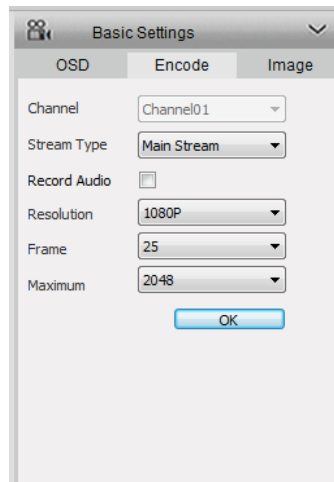 Basic Settings
OSD Encode Image
Channel Channel01
Stream Type Main Stream
Record Audio
Resolution 1080P
Frame 25
Maximum 2048
OK